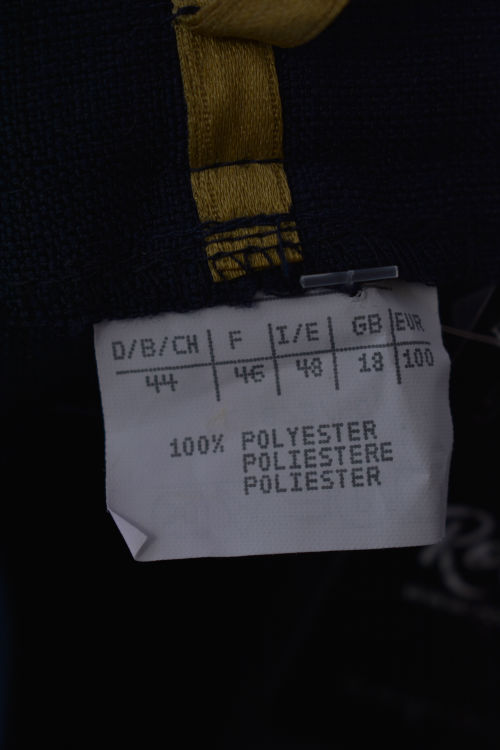 D/B/CH F I/E GB EUR
44 46 48 18 100
100% POLYESTER
POLIESTERE
POLIESTER